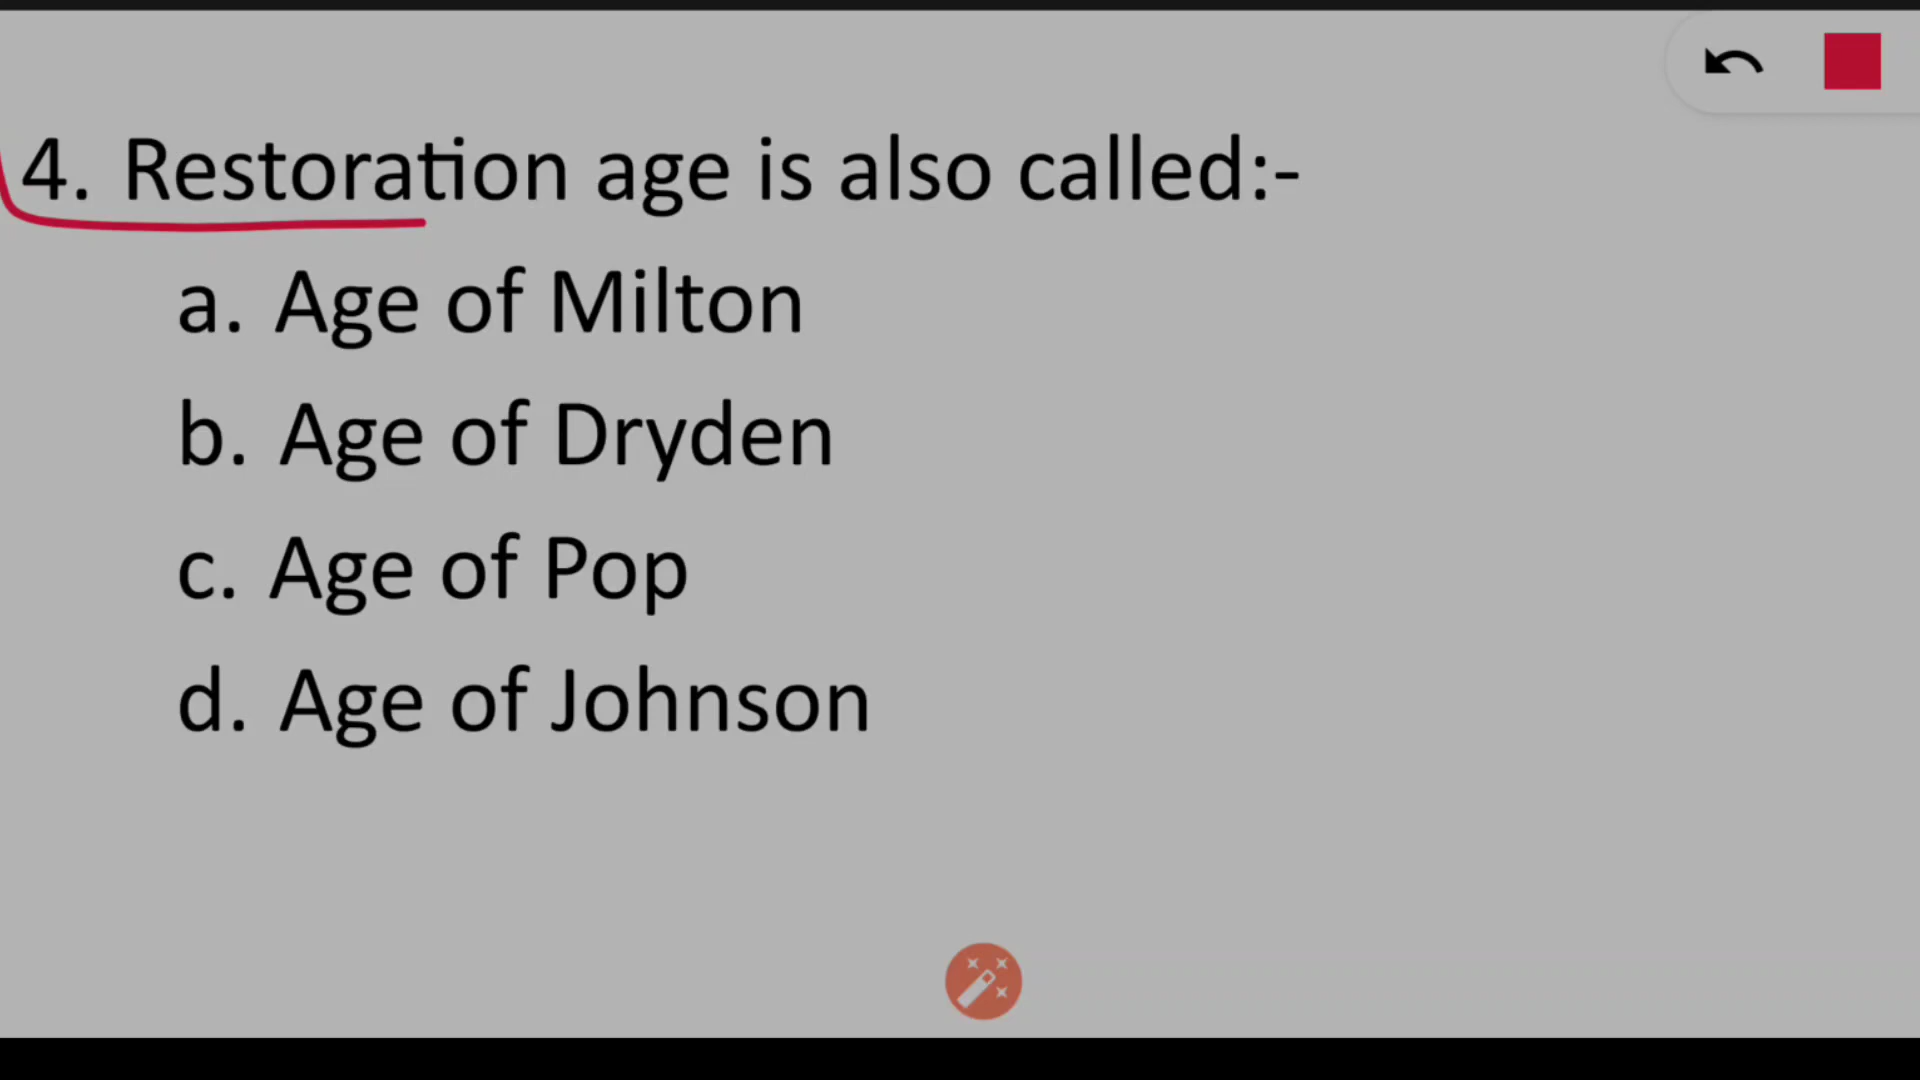 4. Restoration age is also called:-
a. Age of Milton
b. Age of Dryden
c. Age of Pop
d. Age of Johnson